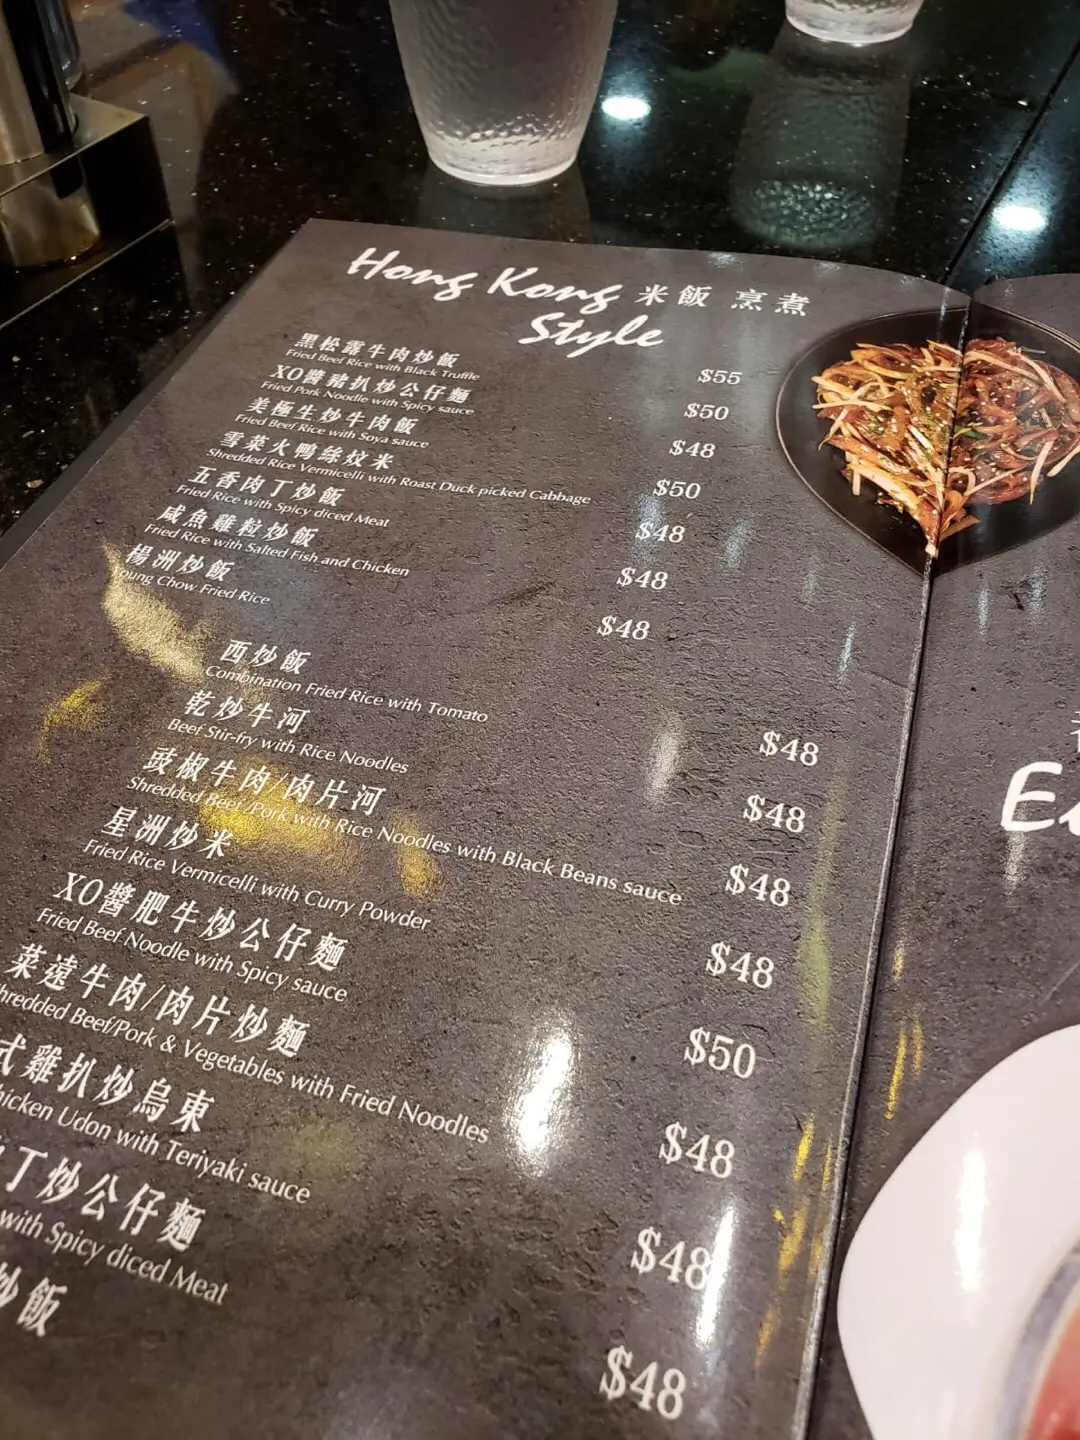 Hong Kong 米飯 烹煮
Style
黑松露牛肉炒飯
Fried Beef Rice with Black Truffle
$55
XO醬豬扒炒公仔麵
Fried Pork Noodle with Spicy sauce
$50
美極生炒牛肉飯
Fried Beef Rice with Soya sauce
$48
雪菜火鴨絲炆米
Shredded Rice Vermicelli with Roast Duck picked Cabbage
$50
五香肉丁炒飯
Fried Rice with Spicy diced Meat
$48
咸魚雞粒炒飯
Fried Rice with Salted Fish and Chicken
$48
楊洲炒飯
Young Chow Fried Rice
$48
西炒飯
Combination Fried Rice with Tomato
$48
乾炒牛河
Beef Stir-fry with Rice Noodles
$48
豉椒牛肉/肉片河
Shredded Beef /Pork with Rice Noodles with Black Beans sauce
$48
星洲炒米
Fried Rice Vermicelli with Curry Powder
$48
XO醬肥牛炒公仔麵
Fried Beef Noodle with Spicy sauce
$50
菜遠牛肉/肉片炒麵
Shredded Beef/Pork & Vegetables with Fried Noodles
$48
式雞扒炒烏東
Chicken Udon with Teriyaki sauce
$48
丁炒公仔麵
with Spicy diced Meat
$48
炒飯